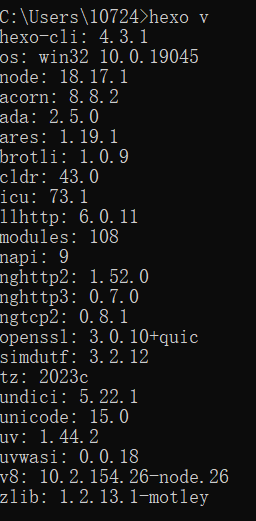 C:\Users\10724>hexo v
hexo-cli: 4.3.1
os: win32 10.0.19045
node: 18.17.1
acorn: 8.8.2
ada: 2.5.0
ares: 1.19.1
brotli: 1.0.9
cldr: 43.0
icu: 73.1
llhttp: 6.0.11
modules: 108
napi: 9
nghttp2: 1.52.0
nghttp3: 0.7.0
ngtcp2: 0.8.1
openssl: 3.0.10+quic
simdutf: 3.2.12
tz: 2023c
undici: 5.22.1
unicode: 15.0
uv: 1.44.2
uvwasi: 0.0.18
v8: 10.2.154.26-node.26
zlib: 1.2.13.1-motley